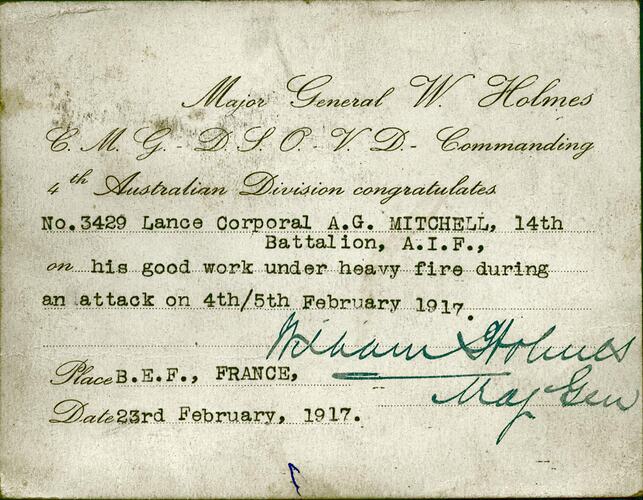 Major General W. Holmes
C. M. G. - D. S. O. - V. D. - Commanding
4th Australian Division congratulates
No. 3429 Lance Corporal A.G. MITCHELL, 14th
Battalion, A.I.F.,
on his good work under heavy fire during
an attack on 4th/5th February 1917.
William Holmes
Place B.E.F., FRANCE,
Maj Gen
Date 23rd February, 1917.